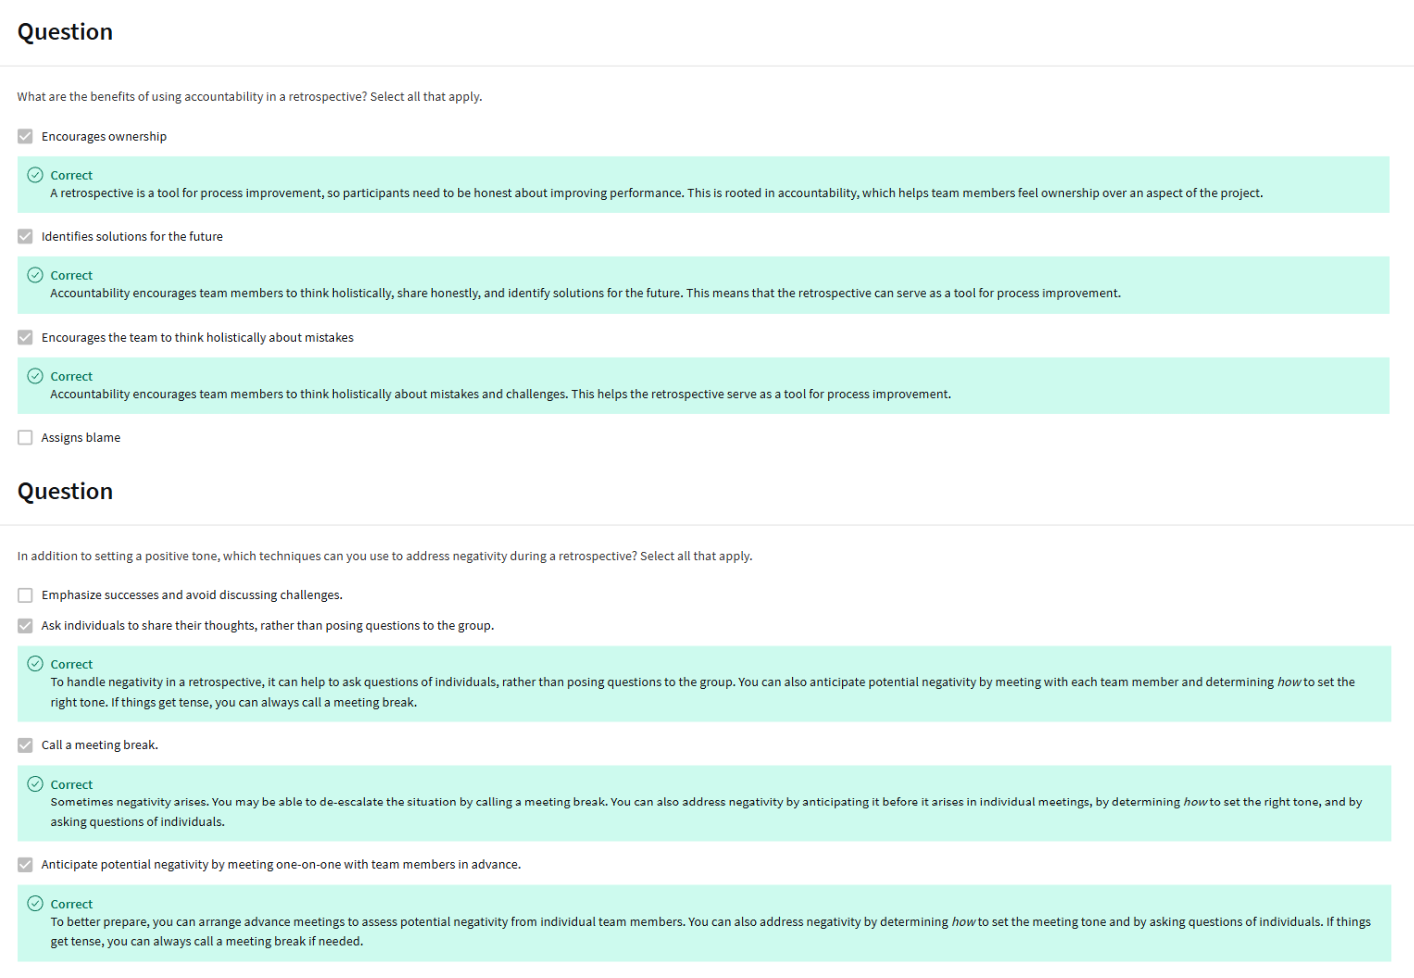 Question
What are the benefits of using accountability in a retrospective? Select all that apply.
Encourages ownership
Correct
A retrospective is a tool for process improvement, so participants need to be honest about improving performance. This is rooted in accountability, which helps team members feel ownership over an aspect of the project.
Identifies solutions for the future
Correct
Accountability encourages team members to think holistically, share honestly, and identify solutions for the future. This means that the retrospective can serve as a tool for process improvement.
Encourages the team to think holistically about mistakes
Correct
Accountability encourages team members to think holistically about mistakes and challenges. This helps the retrospective serve as a tool for process improvement.
Assigns blame
Question
In addition to setting a positive tone, which techniques can you use to address negativity during a retrospective? Select all that apply.
Emphasize successes and avoid discussing challenges.
Ask individuals to share their thoughts, rather than posing questions to the group.
Correct
To handle negativity in a retrospective, it can help to ask questions of individuals, rather than posing questions to the group. You can also anticipate potential negativity by meeting with each team member and determining how to set the
right tone. If things get tense, you can always call a meeting break.
Call a meeting break.
Correct
Sometimes negativity arises. You may be able to de-escalate the situation by calling a meeting break. You can also address negativity by anticipating it before it arises in individual meetings, by determining how to set the right tone, and by
asking questions of individuals.
Anticipate potential negativity by meeting one-on-one with team members in advance.
Correct
To better prepare, you can arrange advance meetings to assess potential negativity from individual team members. You can also address negativity by determining how to set the meeting tone and by asking questions of individuals. If things
get tense, you can always call a meeting break if needed.